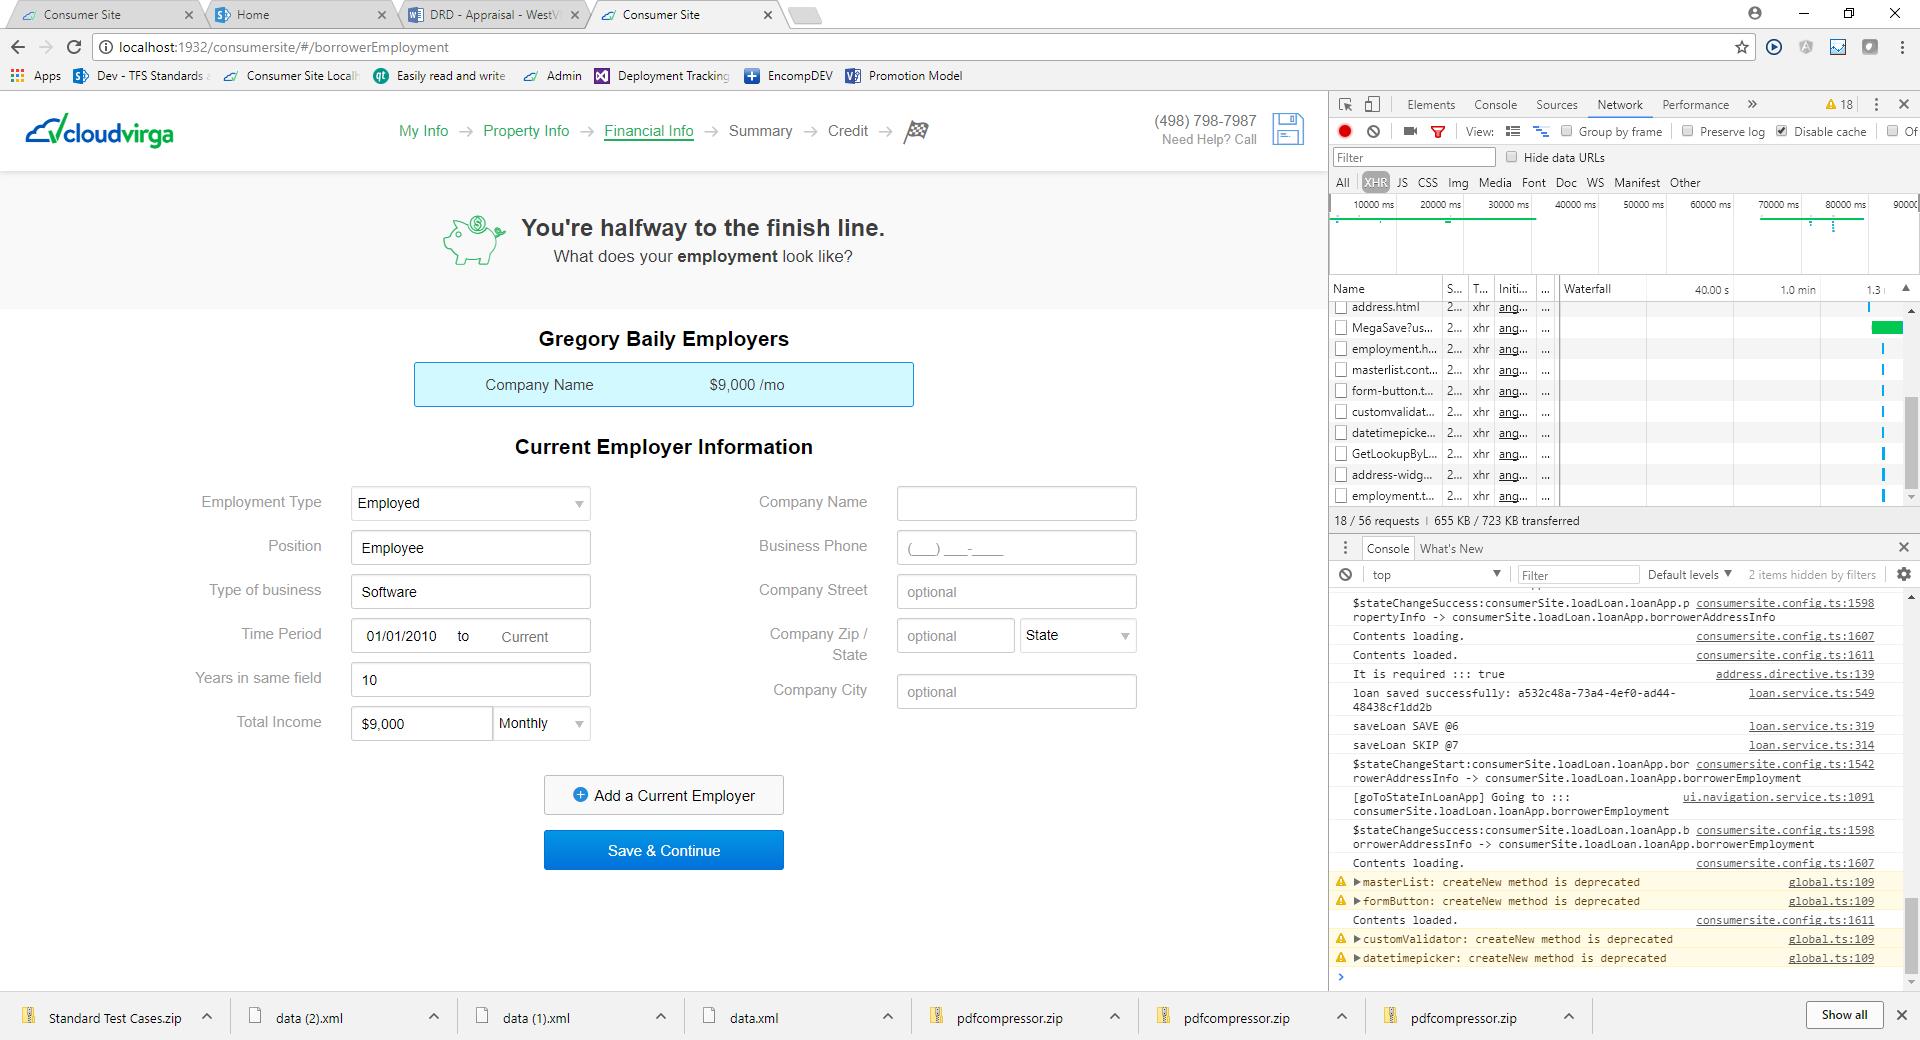 Consumer Site
Home
DRD - Appraisal - WestV
Consumer Site
localhost:1932/consumersite/#/borrowerEmployment
Apps
Dev - TFS Standards
Consumer Site Local
Easily read and write
Admin
Deployment Tracking
EncompDEV
Promotion Model
cloudvirga
My Info
Property Info
Financial Info
Summary
Credit
(498) 798-7987
Need Help? Call
You're halfway to the finish line.
What does your employment look like?
Gregory Baily Employers
Company Name $9,000 /mo
Current Employer Information
Employment Type Employed
Position Employee
Type of business Software
Time Period 01/01/2010 to Current
Years in same field 10
Total Income $9,000 Monthly
Company Name
Business Phone (___) ___-____
Company Street optional
Company Zip / State optional State
Company City optional
Add a Current Employer
Save & Continue
Elements Console Sources Network Performance » 18
View: Group by frame Preserve log Disable cache Of
Filter Hide data URLs
All XHR JS CSS Img Media Font Doc WS Manifest Other
10000 ms 20000 ms 30000 ms 40000 ms 50000 ms 60000 ms 70000 ms 80000 ms 9000
Name S... T... Initi... ... Waterfall 40.00 s 1.0 min 1.3
address.html 2... xhr ang... ...
MegaSave?us... 2... xhr ang... ...
employment.h... 2... xhr ang... ...
masterlist.cont... 2... xhr ang... ...
form-button.t... 2... xhr ang... ...
customvalidat... 2... xhr ang... ...
datetimepicke... 2... xhr ang... ...
GetLookupByL... 2... xhr ang... ...
address-widg... 2... xhr ang... ...
employment.t... 2... xhr ang... ...
18 / 56 requests | 655 KB / 723 KB transferred
Console What's New
top Filter Default levels 2 items hidden by filters
$stateChangeSuccess:consumerSite.loadLoan.loanApp.p consumersite.config.ts:1598
ropertyInfo -> consumerSite.loadLoan.loanApp.borrowerAddressInfo
Contents loading. consumersite.config.ts:1607
Contents loaded. consumersite.config.ts:1611
It is required ::: true address.directive.ts:139
loan saved successfully: a532c48a-73a4-4ef0-ad44- loan.service.ts:549
48438cf1dd2b
saveLoan SAVE @6 loan.service.ts:319
saveLoan SKIP @7 loan.service.ts:314
$stateChangeStart:consumerSite.loadLoan.loanApp.bor consumersite.config.ts:1542
rowerAddressInfo -> consumerSite.loadLoan.loanApp.borrowerEmployment
[goToStateInLoanApp] Going to ::: ui.navigation.service.ts:1091
consumerSite.loadLoan.loanApp.borrowerEmployment
$stateChangeSuccess:consumerSite.loadLoan.loanApp.b consumersite.config.ts:1598
orrowerAddressInfo -> consumerSite.loadLoan.loanApp.borrowerEmployment
Contents loading. consumersite.config.ts:1607
masterList: createNew method is deprecated global.ts:109
formButton: createNew method is deprecated global.ts:109
Contents loaded. consumersite.config.ts:1611
customValidator: createNew method is deprecated global.ts:109
datetimepicker: createNew method is deprecated global.ts:109
Standard Test Cases.zip
data (2).xml
data (1).xml
data.xml
pdfcompressor.zip
pdfcompressor.zip
pdfcompressor.zip
Show all